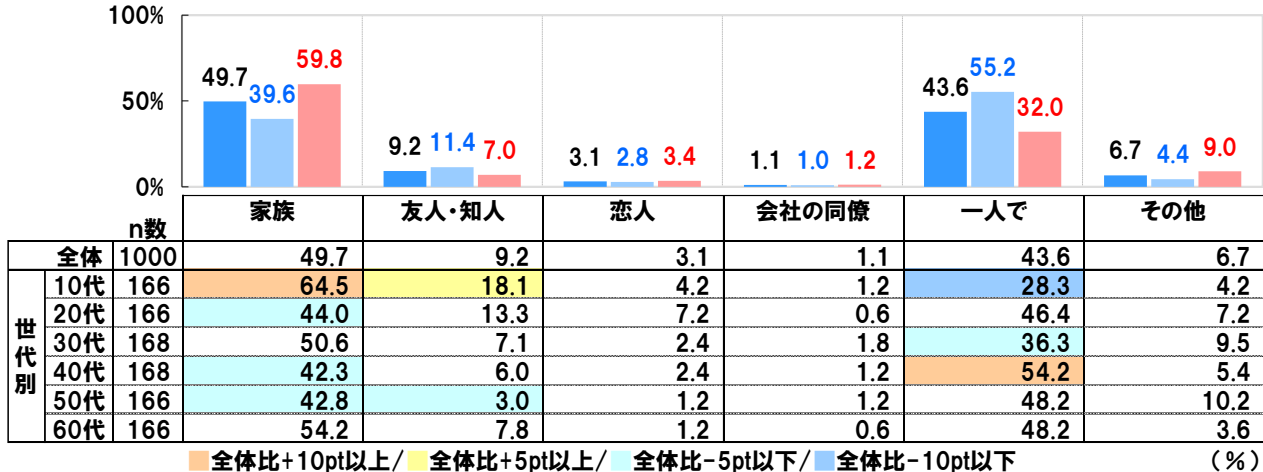 100%
50%
0%
49.7 39.6 59.8 9.2 11.4 7.0 3.1 2.8 3.4 1.1 1.0 1.2 43.6 55.2 32.0 6.7 4.4 9.0
n数 家族 友人・知人 恋人 会社の同僚 一人で その他
全体 1000 49.7 9.2 3.1 1.1 43.6 6.7
世代別
10代 166 64.5 18.1 4.2 1.2 28.3 4.2
20代 166 44.0 13.3 7.2 0.6 46.4 7.2
30代 168 50.6 7.1 2.4 1.8 36.3 9.5
40代 168 42.3 6.0 2.4 1.2 54.2 5.4
50代 166 42.8 3.0 1.2 1.2 48.2 10.2
60代 166 54.2 7.8 1.2 0.6 48.2 3.6
全体比+10pt以上/ 全体比+5pt以上/ 全体比-5pt以下/ 全体比-10pt以下 (%)